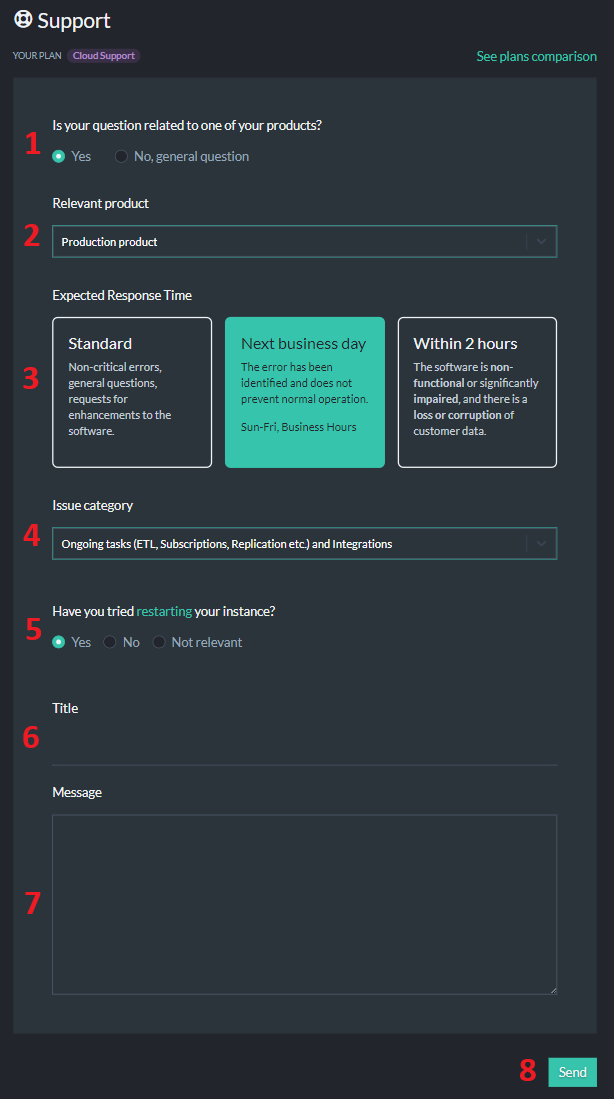 Support
YOUR PLAN Cloud Support See plans comparison
1
Is your question related to one of your products?
Yes No, general question
Relevant product
2
Production product
Expected Response Time
3
Standard
Non-critical errors,
general questions,
requests for
enhancements to the
software.
Next business day
The error has been
identified and does not
prevent normal operation.
Sun-Fri, Business Hours
Within 2 hours
The software is non-
functional or significantly
impaired, and there is a
loss or corruption of
customer data.
Issue category
4
Ongoing tasks (ETL, Subscriptions, Replication etc.) and Integrations
Have you tried restarting your instance?
5
Yes No Not relevant
Title
6
Message
7
8 Send